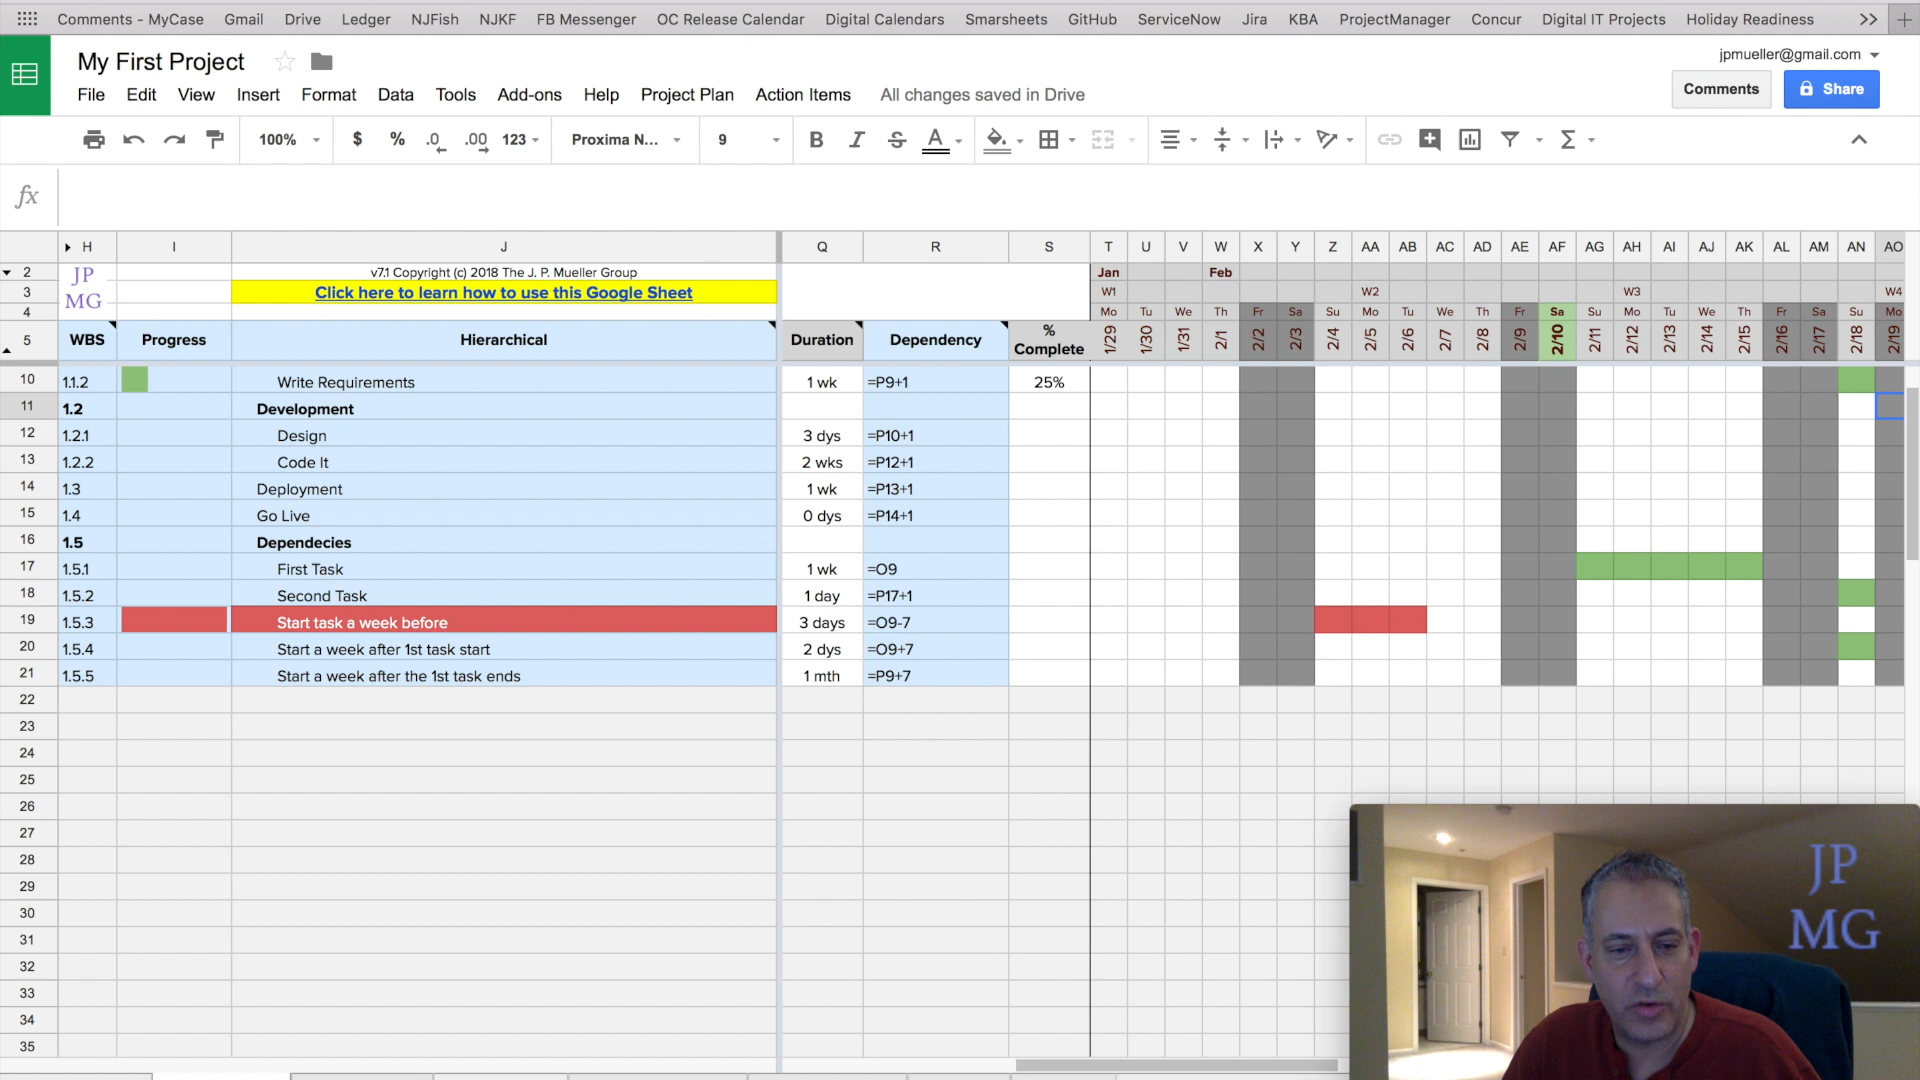 Comments - MyCase Gmail Drive Ledger NJFish NJKF FB Messenger OC Release Calendar Digital Calendars Smarsheets GitHub ServiceNow Jira KBA ProjectManager Concur Digital IT Projects Holiday Readiness >> +
My First Project
jpmueller@gmail.com
File Edit View Insert Format Data Tools Add-ons Help Project Plan Action Items All changes saved in Drive
Comments Share
100% $ % .0 .00 123 Proxima N... 9 B I S A Σ
fx
H I J Q R S T U V W X Y Z AA AB AC AD AE AF AG AH AI AJ AK AL AM AN AO
2 JP v7.1 Copyright (c) 2018 The J. P. Mueller Group Jan Feb
3 MG Click here to learn how to use this Google Sheet W1 W2 W3 W4
4 Mo Tu We Th Fr Sa Su Mo Tu We Th Fr Sa Su Mo Tu We Th Fr Sa Su Mo
5 WBS Progress Hierarchical Duration Dependency % Complete 1/29 1/30 1/31 2/1 2/2 2/3 2/4 2/5 2/6 2/7 2/8 2/9 2/10 2/11 2/12 2/13 2/14 2/15 2/16 2/17 2/18 2/19
10 1.1.2 Write Requirements 1 wk =P9+1 25%
11 1.2 Development
12 1.2.1 Design 3 dys =P10+1
13 1.2.2 Code It 2 wks =P12+1
14 1.3 Deployment 1 wk =P13+1
15 1.4 Go Live 0 dys =P14+1
16 1.5 Dependecies
17 1.5.1 First Task 1 wk =O9
18 1.5.2 Second Task 1 day =P17+1
19 1.5.3 Start task a week before 3 days =O9-7
20 1.5.4 Start a week after 1st task start 2 dys =O9+7
21 1.5.5 Start a week after the 1st task ends 1 mth =P9+7
22
23
24
25
26
27
28
29
30
31
32
33
34
35
JP
MG